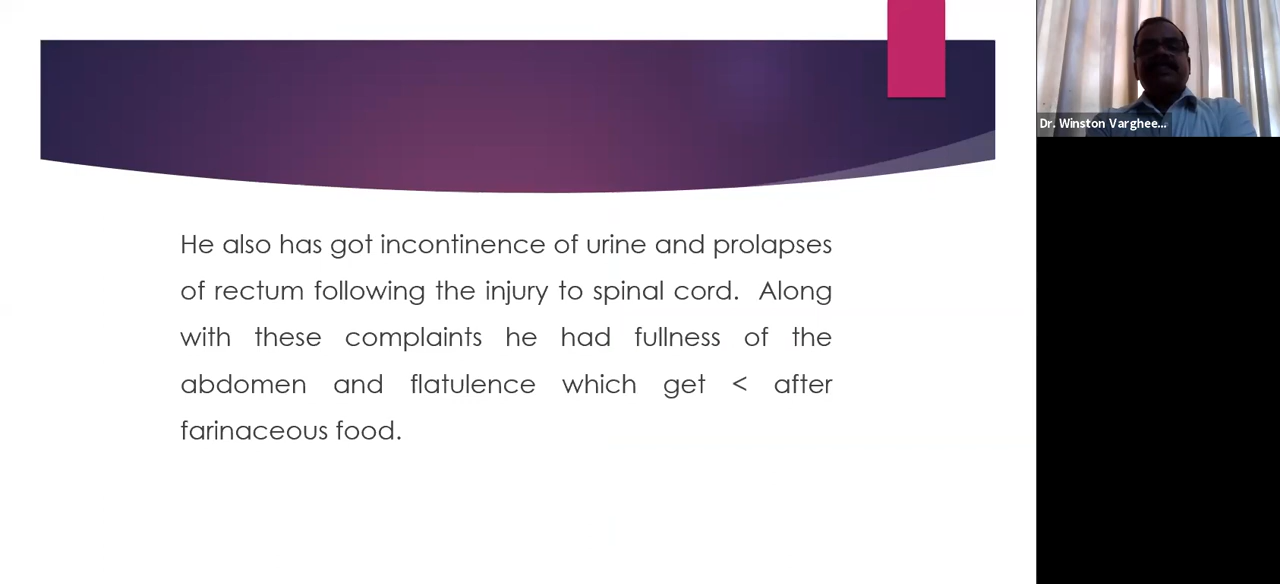 He also has got incontinence of urine and prolapses
of rectum following the injury to spinal cord.  Along
with these complaints he had fullness of the
abdomen and flatulence which get < after
farinaceous food.
Dr. Winston Varghee...